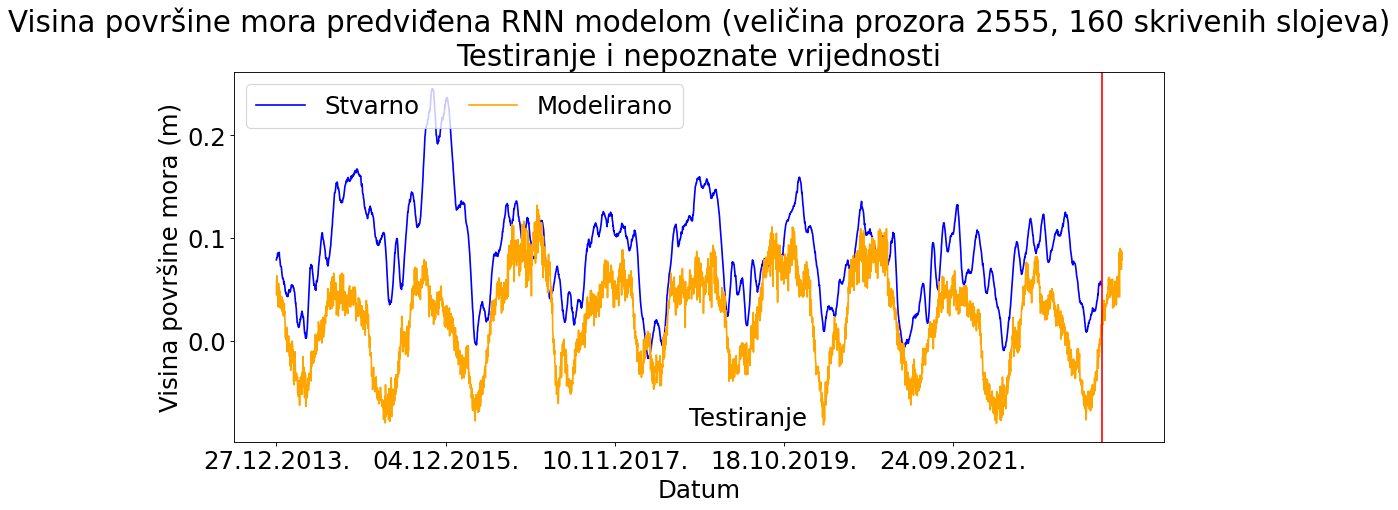 Visina površine mora predviđena RNN modelom (veličina prozora 2555, 160 skrivenih slojeva)
Testiranje i nepoznate vrijednosti
Stvarno
Modelirano
Visina površine mora (m)
0.2
0.1
0.0
Testiranje
27.12.2013.
04.12.2015.
10.11.2017.
18.10.2019.
24.09.2021.
Datum